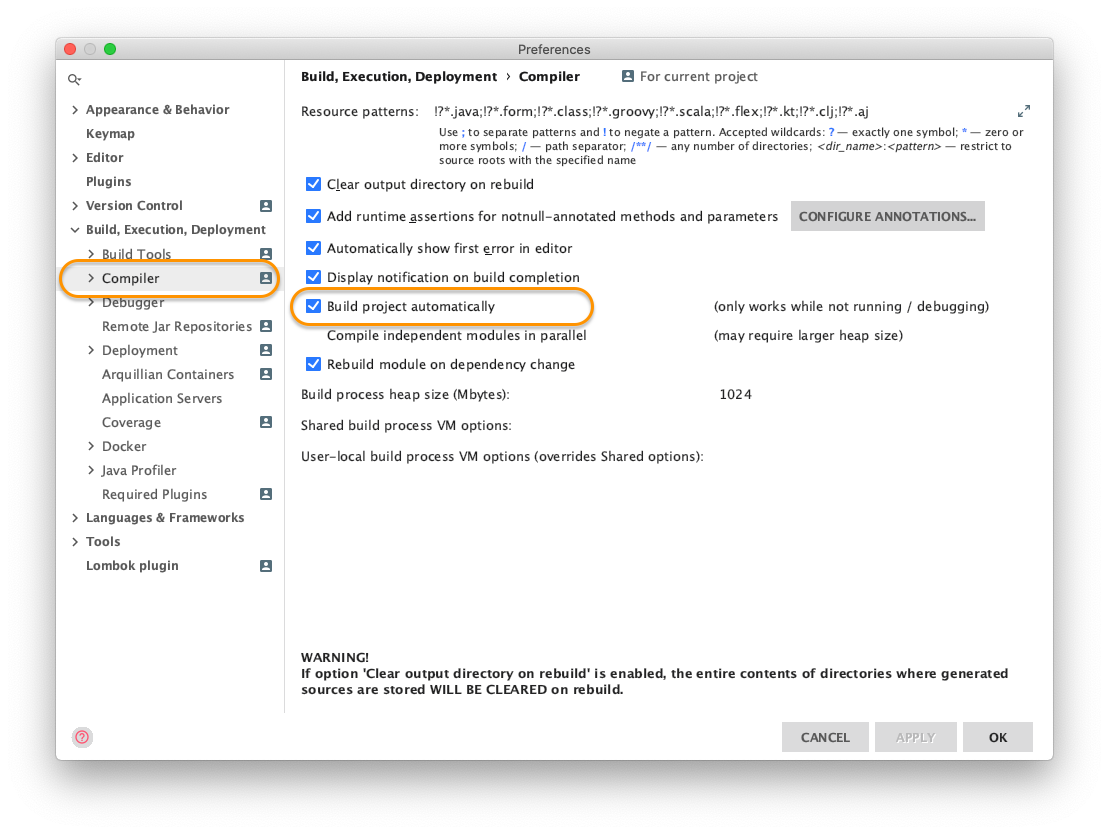 Preferences
Appearance & Behavior
Keymap
Editor
Plugins
Version Control
Build, Execution, Deployment
Build Tools
Compiler
Debugger
Remote Jar Repositories
Deployment
Arquillian Containers
Application Servers
Coverage
Docker
Java Profiler
Required Plugins
Languages & Frameworks
Tools
Lombok plugin
Build, Execution, Deployment › Compiler For current project
Resource patterns: !?*.java;!?*.form;!?*.class;!?*.groovy;!?*.scala;!?*.flex;!?*.kt;!?*.clj;!?*.aj
Use ; to separate patterns and ! to negate a pattern. Accepted wildcards: ? — exactly one symbol; * — zero or
more symbols; / — path separator; /**/ — any number of directories; <dir_name>:<pattern> — restrict to
source roots with the specified name
Clear output directory on rebuild
Add runtime assertions for notnull-annotated methods and parameters CONFIGURE ANNOTATIONS...
Automatically show first error in editor
Display notification on build completion
Build project automatically (only works while not running / debugging)
Compile independent modules in parallel (may require larger heap size)
Rebuild module on dependency change
Build process heap size (Mbytes): 1024
Shared build process VM options:
User-local build process VM options (overrides Shared options):
WARNING!
If option 'Clear output directory on rebuild' is enabled, the entire contents of directories where generated
sources are stored WILL BE CLEARED on rebuild.
? CANCEL APPLY OK